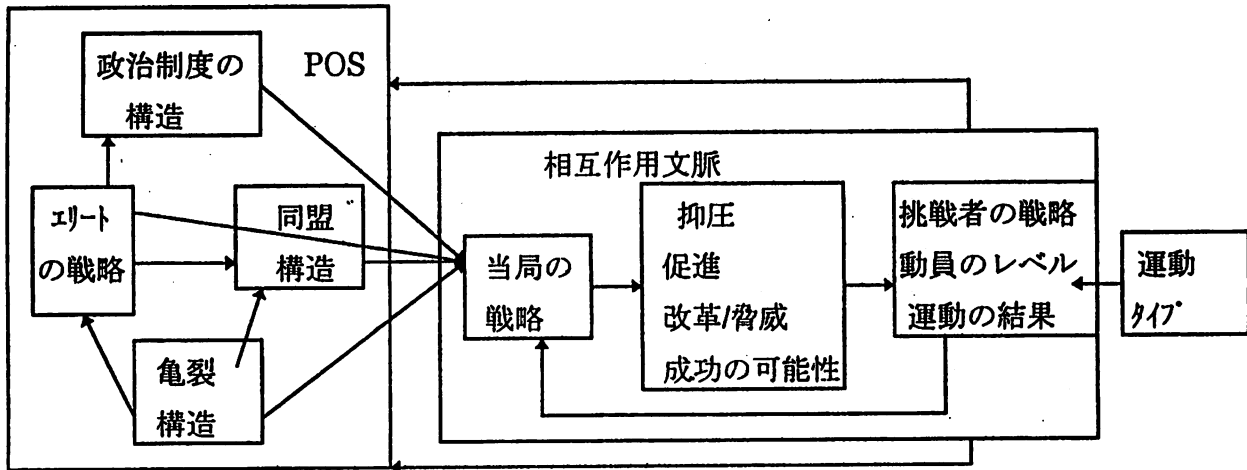 政治制度の
構造
POS
エリート
の戦略
同盟
構造
亀裂
構造
相互作用文脈
当局の
戦略
抑圧
促進
改革/脅威
成功の可能性
挑戦者の戦略
動員のレベル
運動の結果
運動
タイプ